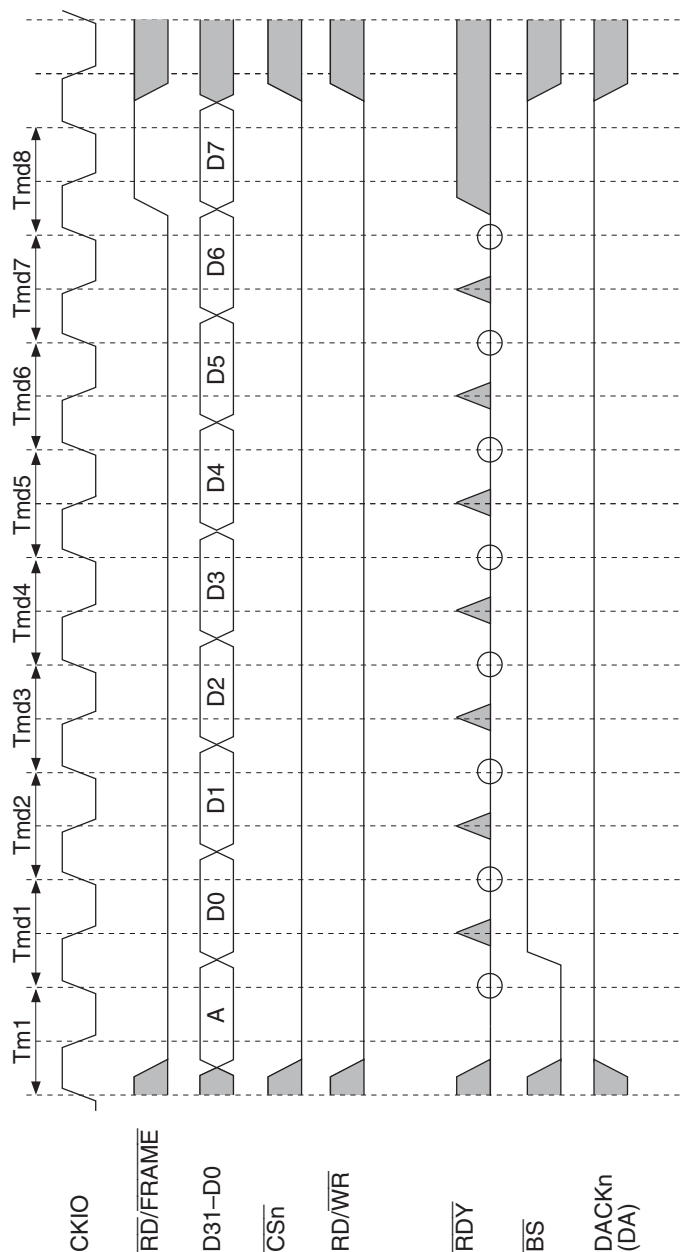 Tm1 Tmd1 Tmd2 Tmd3 Tmd4 Tmd5 Tmd6 Tmd7 Tmd8
CKIO
RD/FRAME
D31–D0 A D0 D1 D2 D3 D4 D5 D6 D7
CSn
RD/WR
RDY
BS
DACKn
(DA)